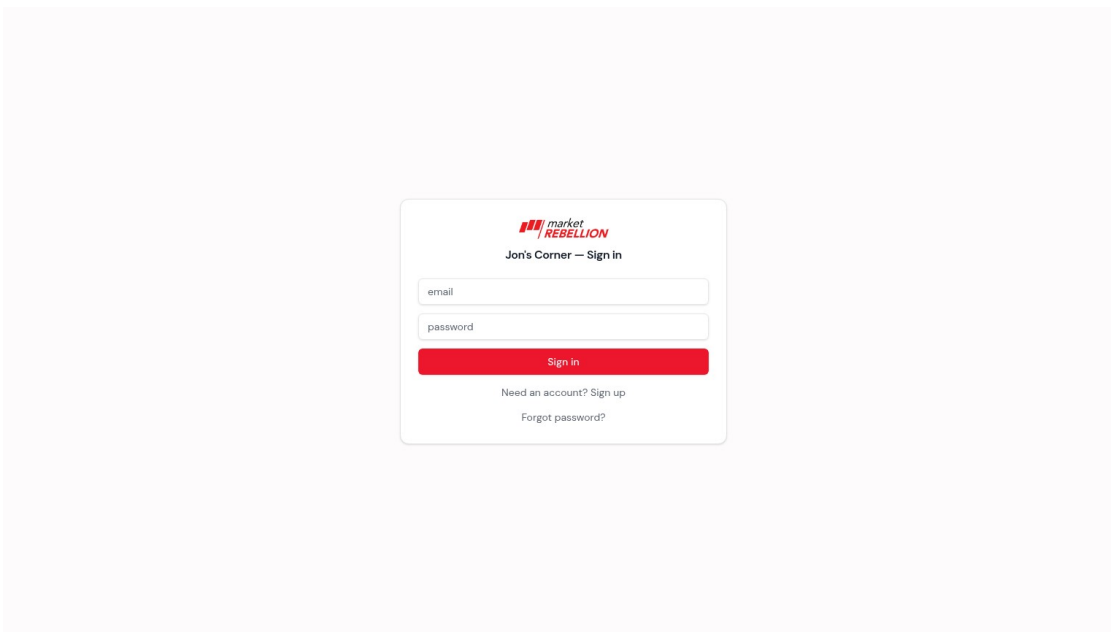 market
REBELLION
Jon's Corner — Sign in
email
password
Sign in
Need an account? Sign up
Forgot password?